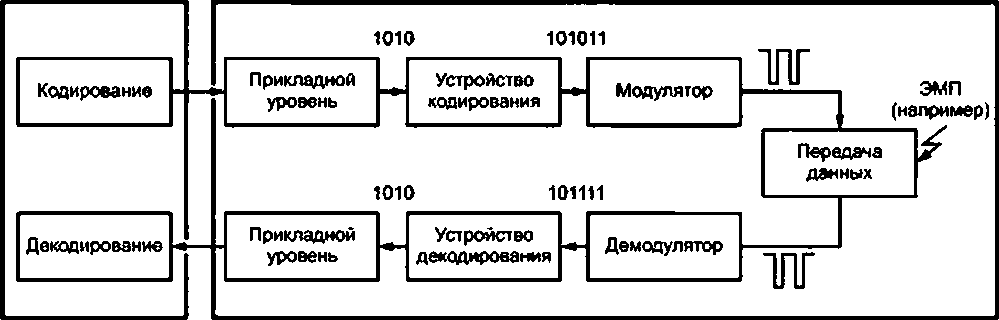 1010
101011
ЭМП
(например)
Кодирование
Прикладной
уровень
Устройство
кодирования
Модулятор
Передача
данных
1010
101111
Декодирование
Прикладной
уровень
Устройство
декодирования
Демодулятор